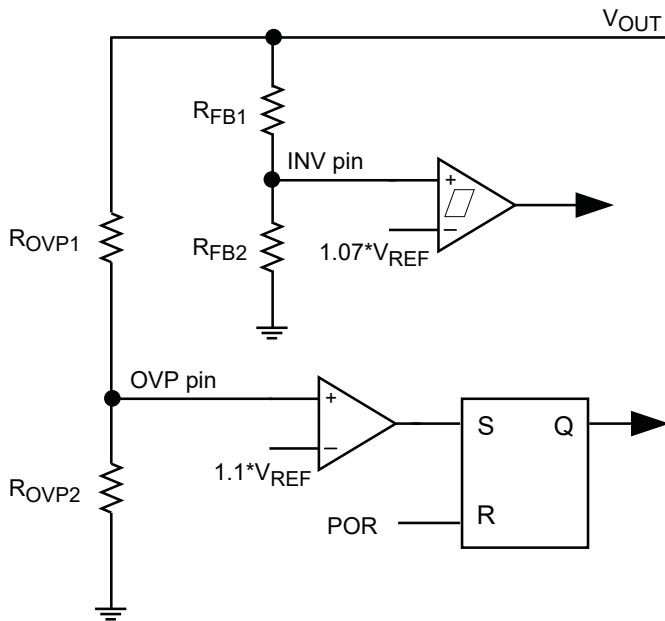 VOUT
RFB1
INV pin
+
−
1.07*VREF
ROVP1
RFB2
OVP pin
+
−
1.1*VREF
S Q
ROVP2
POR R